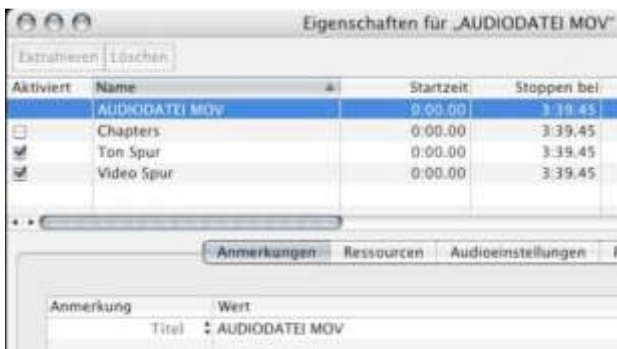 Eigenschaften für „AUDIODATEI MOV"
Extrahieren Löschen
Aktiviert Name Startzeit Stoppen bei
AUDIODATEI MOV 0:00.00 3:39.45
Chapters 0:00.00 3:39.45
Ton Spur 0:00.00 3:39.45
Video Spur 0:00.00 3:39.45
Anmerkungen Ressourcen Audioeinstellungen
Anmerkung Wert
Titel AUDIODATEI MOV